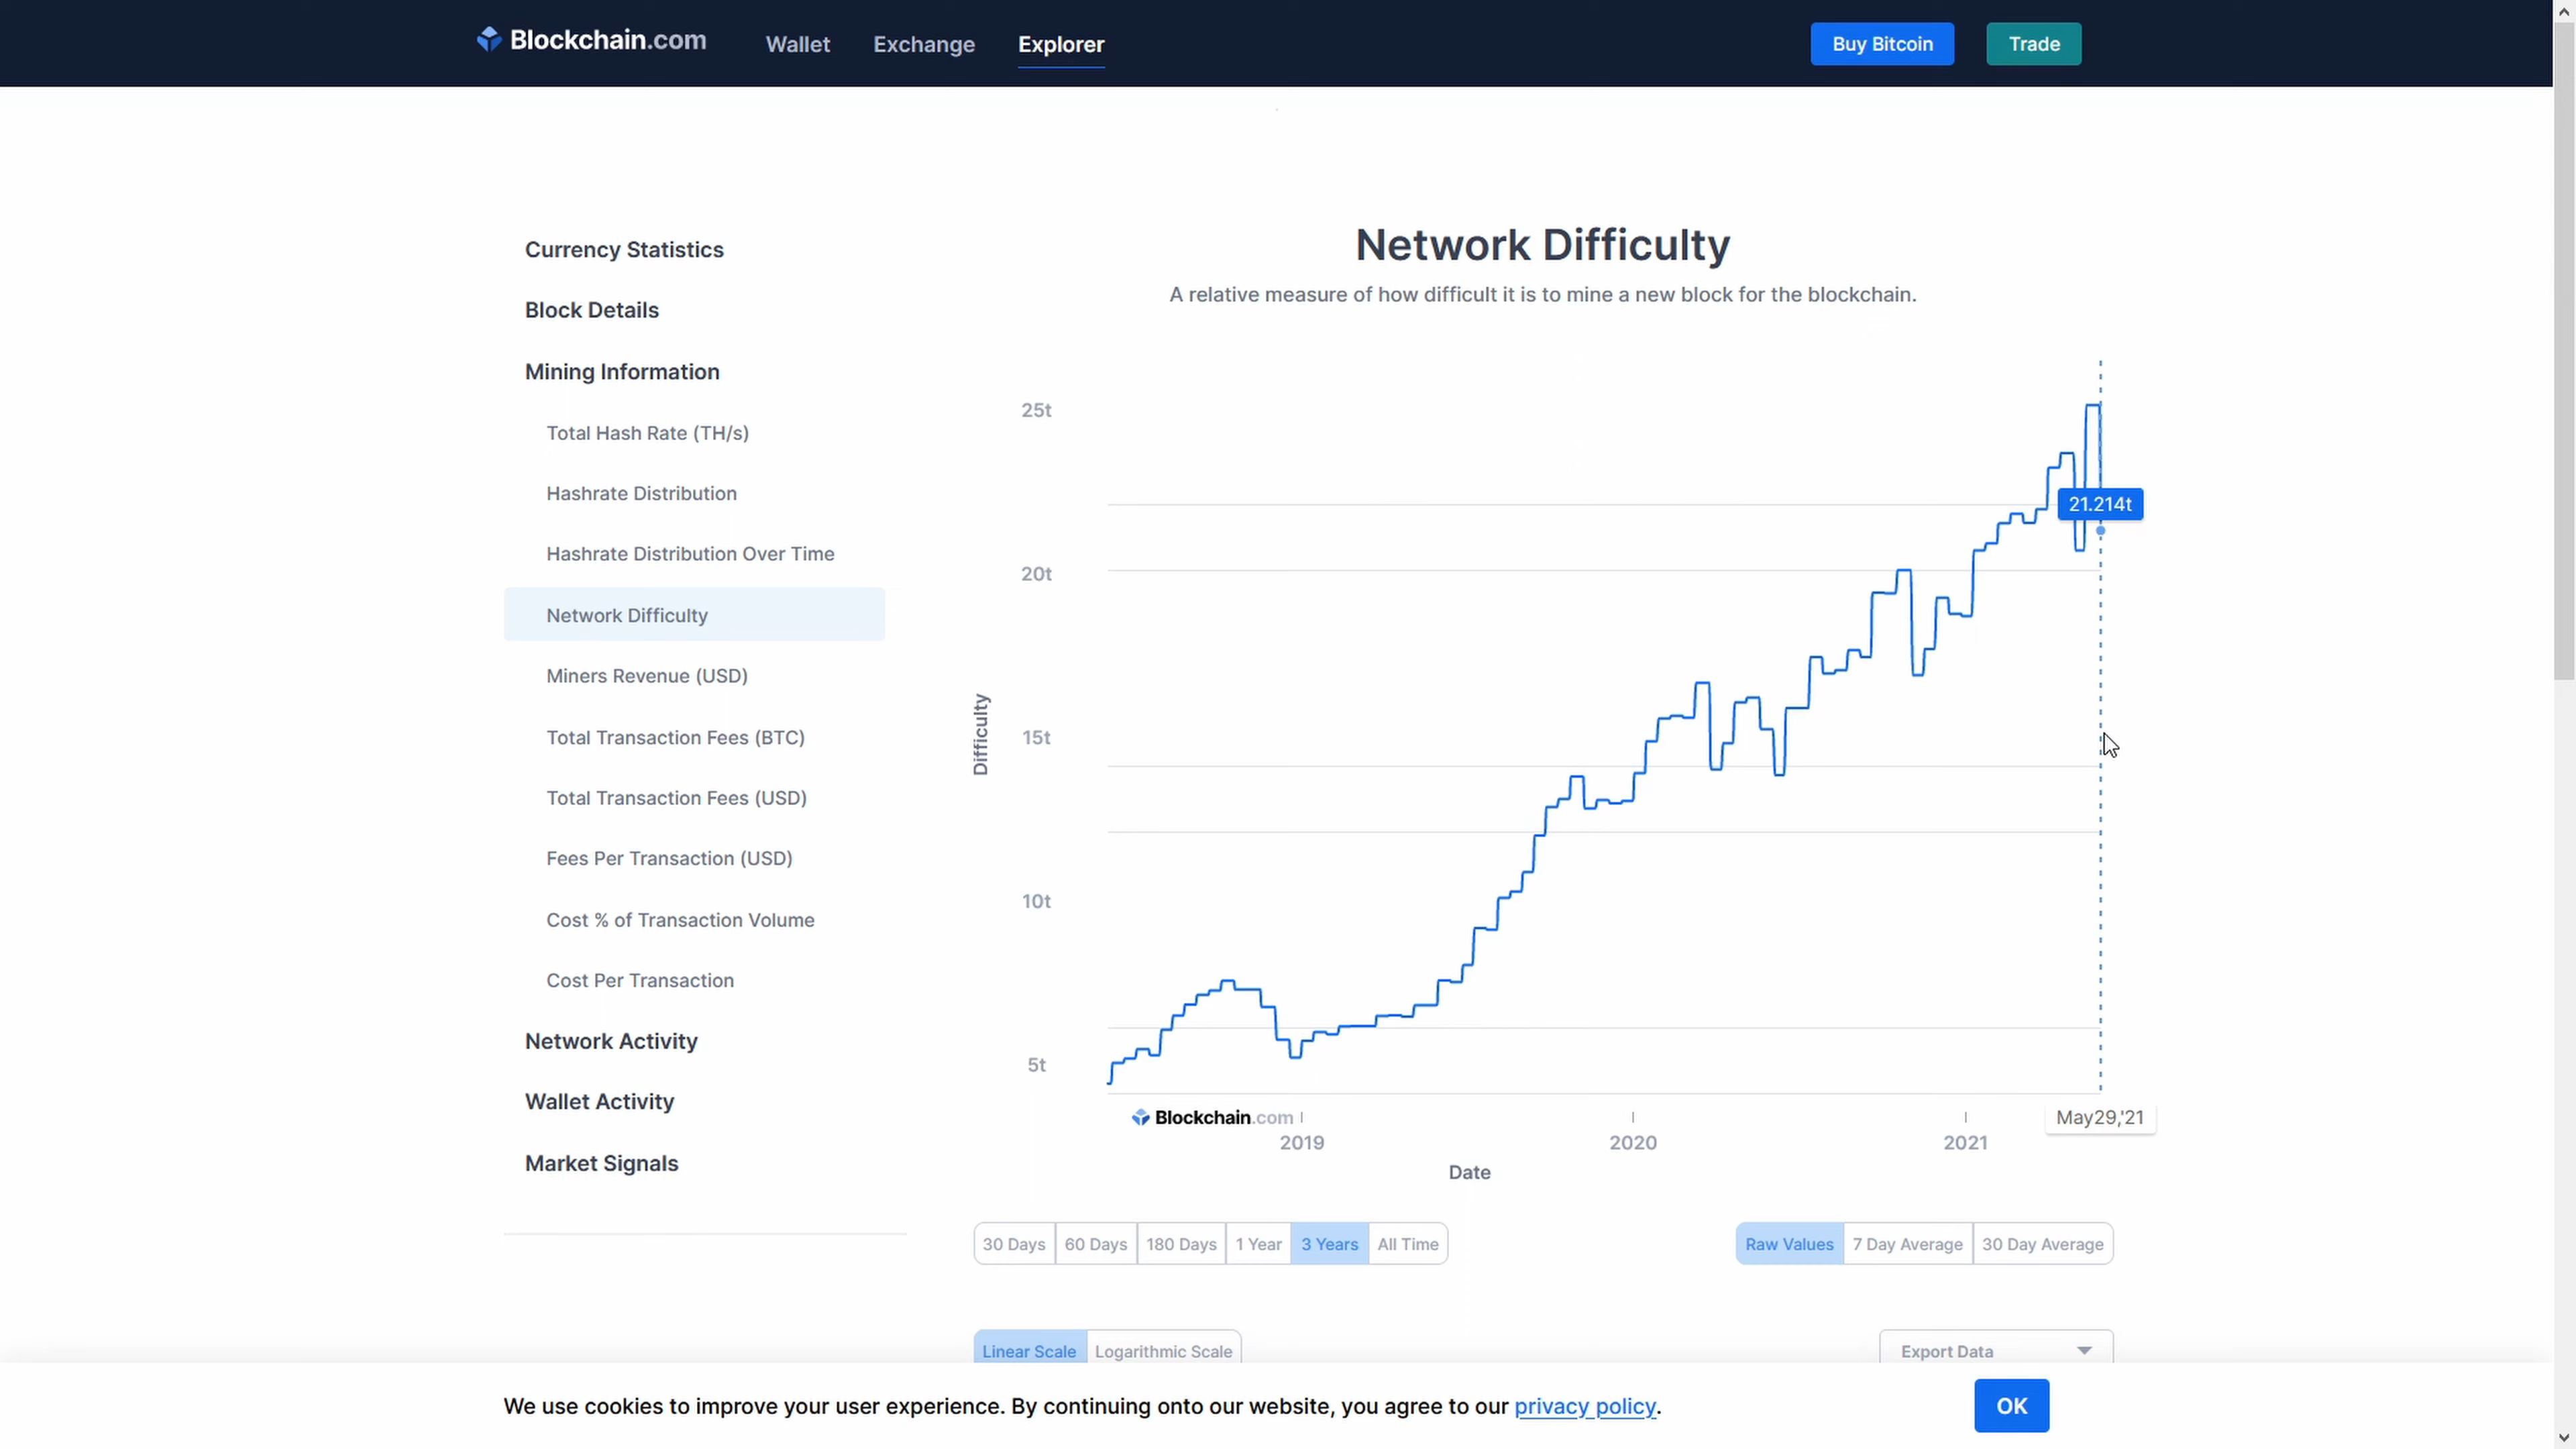 Blockchain.com
Wallet
Exchange
Explorer
Buy Bitcoin
Trade
Currency Statistics
Block Details
Mining Information
Total Hash Rate (TH/s)
Hashrate Distribution
Hashrate Distribution Over Time
Network Difficulty
Miners Revenue (USD)
Total Transaction Fees (BTC)
Total Transaction Fees (USD)
Fees Per Transaction (USD)
Cost % of Transaction Volume
Cost Per Transaction
Network Activity
Wallet Activity
Market Signals
Network Difficulty
A relative measure of how difficult it is to mine a new block for the blockchain.
25t
20t
15t
10t
5t
Difficulty
21.214t
Blockchain.com
May29,'21
2019
2020
2021
Date
30 Days
60 Days
180 Days
1 Year
3 Years
All Time
Raw Values
7 Day Average
30 Day Average
Linear Scale
Logarithmic Scale
Export Data
We use cookies to improve your user experience. By continuing onto our website, you agree to our privacy policy.
OK